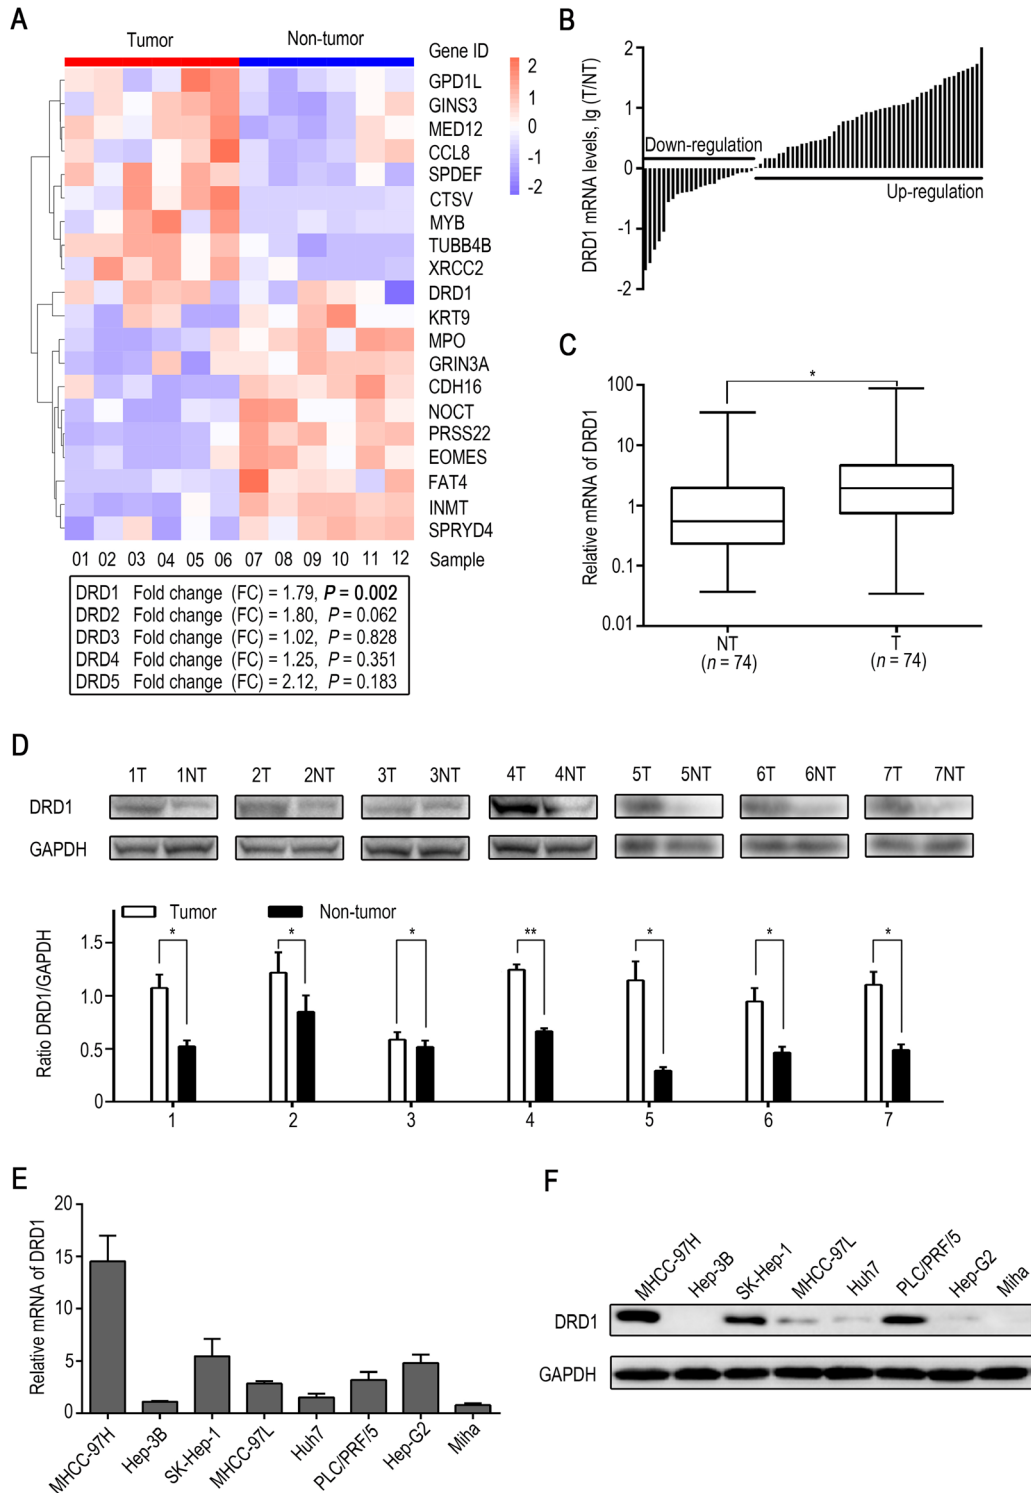 A
Tumor
Non-tumor
Gene ID
GPD1L
GINS3
MED12
CCL8
SPDEF
CTSV
MYB
TUBB4B
XRCC2
DRD1
KRT9
MPO
GRIN3A
CDH16
NOCT
PRSS22
EOMES
FAT4
INMT
SPRYD4
2
1
0
-1
-2
01 02 03 04 05 06 07 08 09 10 11 12 Sample
DRD1 Fold change (FC) = 1.79, P = 0.002
DRD2 Fold change (FC) = 1.80, P = 0.062
DRD3 Fold change (FC) = 1.02, P = 0.828
DRD4 Fold change (FC) = 1.25, P = 0.351
DRD5 Fold change (FC) = 2.12, P = 0.183
B
DRD1 mRNA levels, lg (T/NT)
2
1
0
-1
-2
Down-regulation
Up-regulation
C
Relative mRNA of DRD1
100
10
1
0.1
0.01
*
NT
(n = 74)
T
(n = 74)
D
1T 1NT 2T 2NT 3T 3NT 4T 4NT 5T 5NT 6T 6NT 7T 7NT
DRD1
GAPDH
Tumor
Non-tumor
Ratio DRD1/GAPDH
1.5
1.0
0.5
0
* * * ** * * *
1 2 3 4 5 6 7
E
Relative mRNA of DRD1
20
15
10
5
0
MHCC-97H
Hep-3B
SK-Hep-1
MHCC-97L
Huh7
PLC/PRF/5
Hep-G2
Miha
F
MHCC-97H
Hep-3B
SK-Hep-1
MHCC-97L
Huh7
PLC/PRF/5
Hep-G2
Miha
DRD1
GAPDH